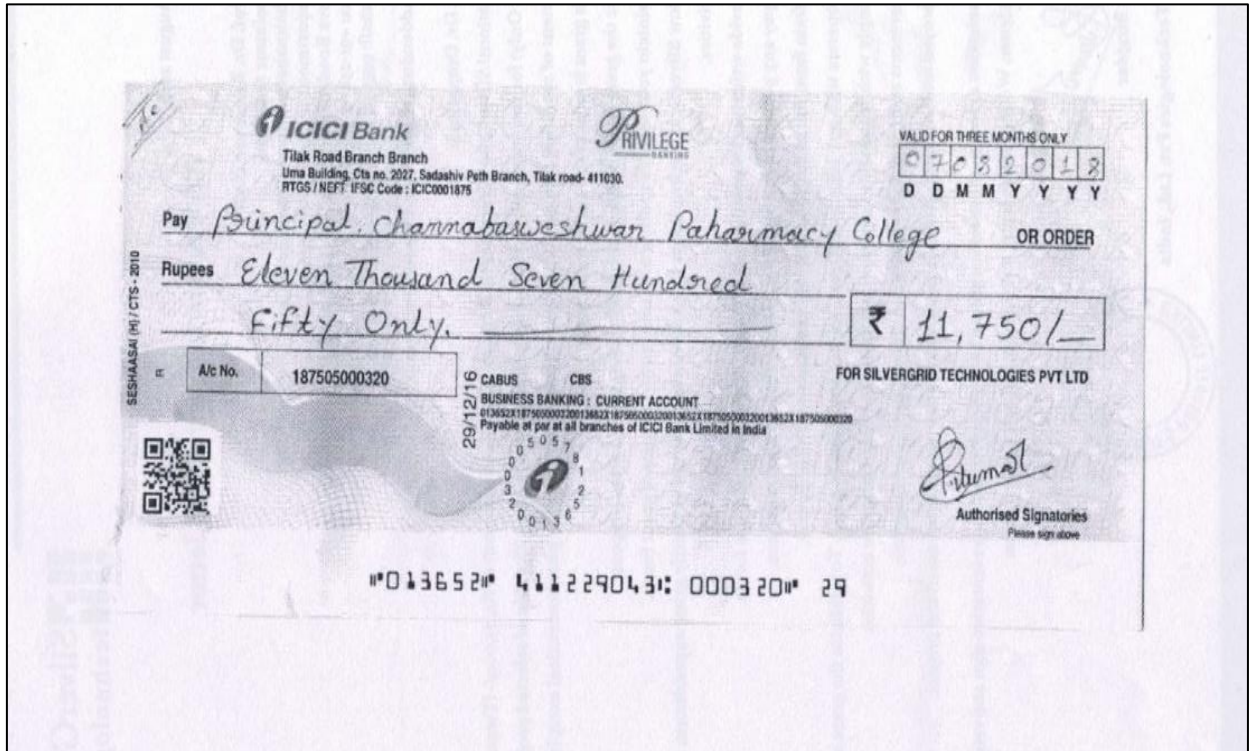 ICICI Bank
PRIVILEGE
BANKING
Tilak Road Branch Branch
Uma Building, Cts no. 2027, Sadashiv Peth Branch, Tilak road- 411030.
RTGS / NEFT IFSC Code : ICIC0001875
VALID FOR THREE MONTHS ONLY
0 7 0 3 2 0 1 8
D D M M Y Y Y Y
Pay Principal. Channabasweshwar Paharmacy College OR ORDER
Rupees Eleven Thousand Seven Hundred
Fifty Only.
₹ 11,750/-
SESHAASAI (H) / CTS - 2010
A/c No. 187505000320
29/12/16
CABUS CBS
BUSINESS BANKING : CURRENT ACCOUNT
013652X187505000320013652X187505000320013652X187505000320013652X187505000320
Payable at par at all branches of ICICI Bank Limited in India
FOR SILVERGRID TECHNOLOGIES PVT LTD
Authorised Signatories
Please sign above
⑈013652⑈ 411229043⑆ 000320⑈ 29